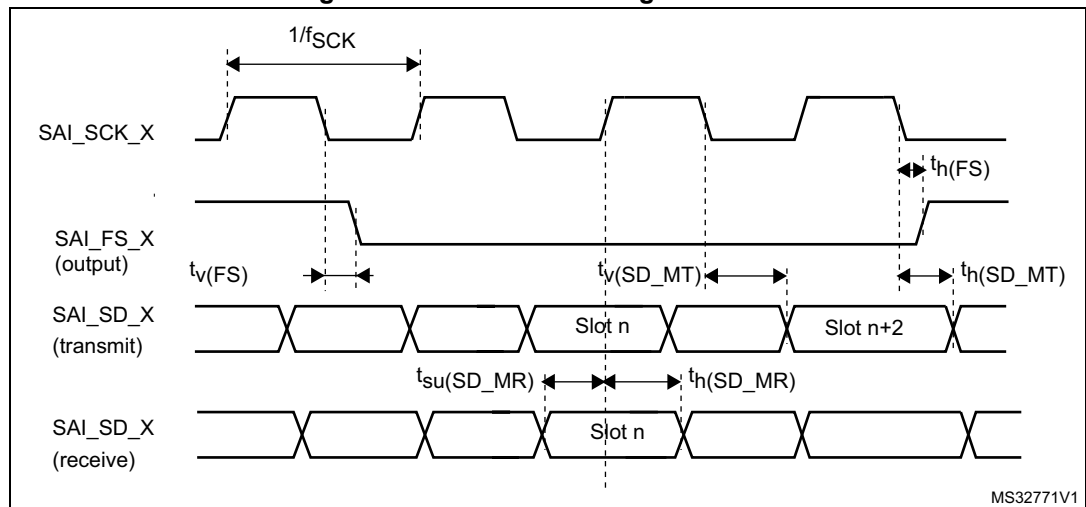 1/fSCK
SAI_SCK_X
th(FS)
SAI_FS_X
(output)
tv(FS)
tv(SD_MT)
th(SD_MT)
SAI_SD_X
(transmit)
Slot n
Slot n+2
tsu(SD_MR)
th(SD_MR)
SAI_SD_X
(receive)
Slot n
MS32771V1